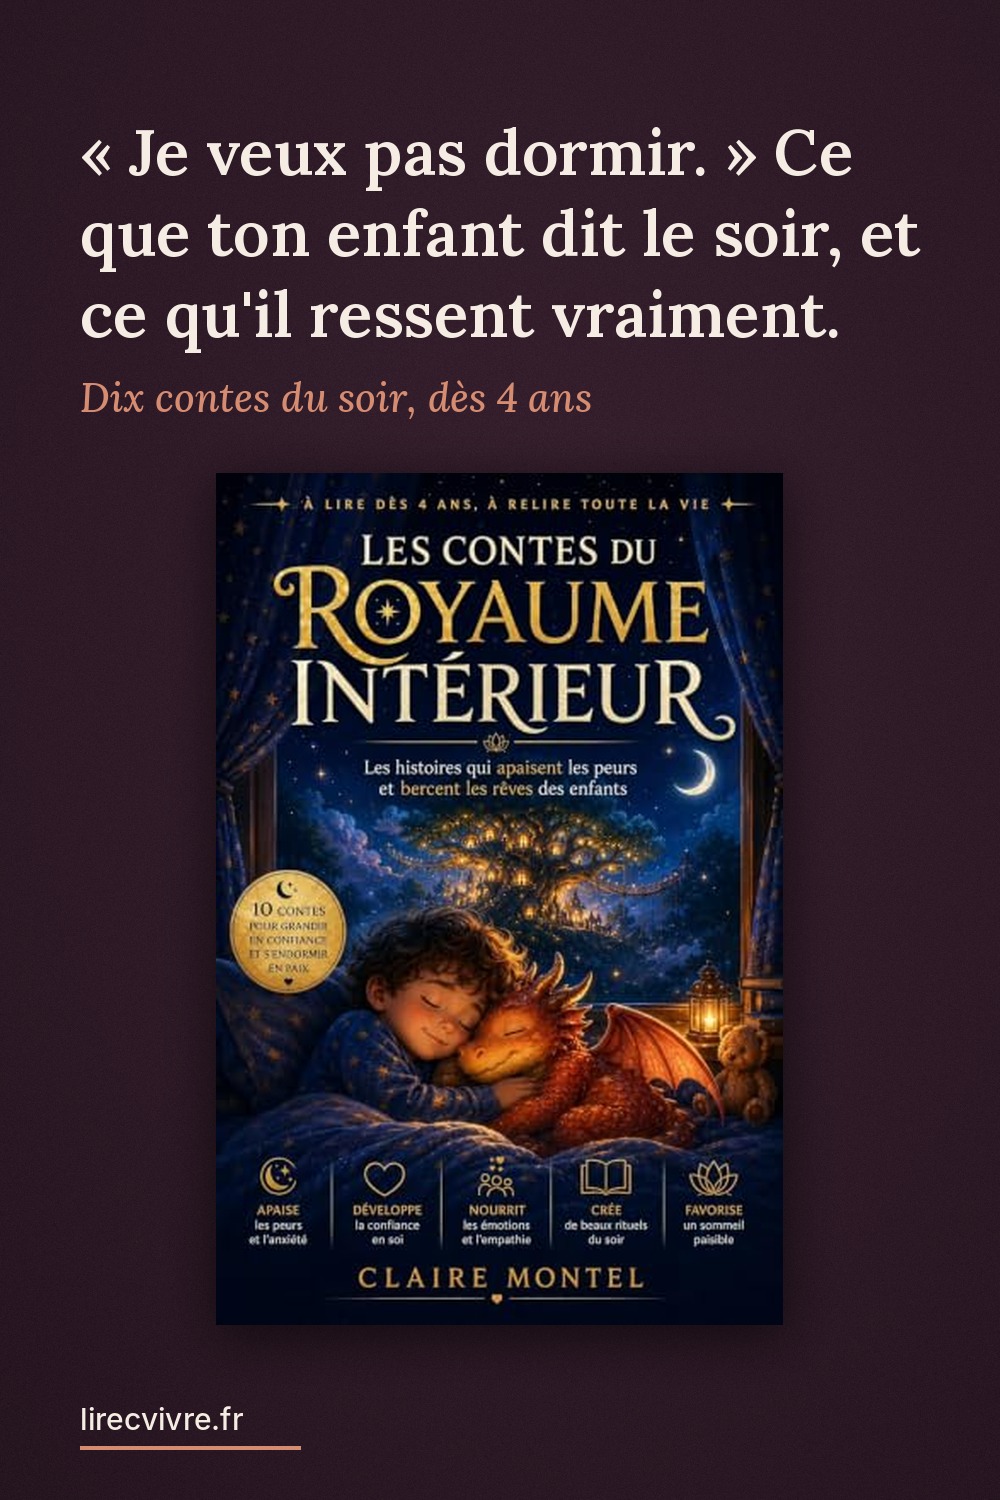 « Je veux pas dormir. » Ce
que ton enfant dit le soir, et
ce qu'il ressent vraiment.
Dix contes du soir, dès 4 ans
À LIRE DÈS 4 ANS, À RELIRE TOUTE LA VIE
LES CONTES DU
ROYAUME
INTÉRIEUR
Les histoires qui apaisent les peurs
et bercent les rêves des enfants
10 CONTES
POUR GRANDIR
EN CONFIANCE
ET S'ENDORMIR
EN PAIX
APAISE
les peurs
et l'anxiété
DÉVELOPPE
la confiance
en soi
NOURRIT
les émotions
et l'empathie
CRÉE
de beaux rituels
du soir
FAVORISE
un sommeil
paisible
CLAIRE MONTEL
lirecvivre.fr